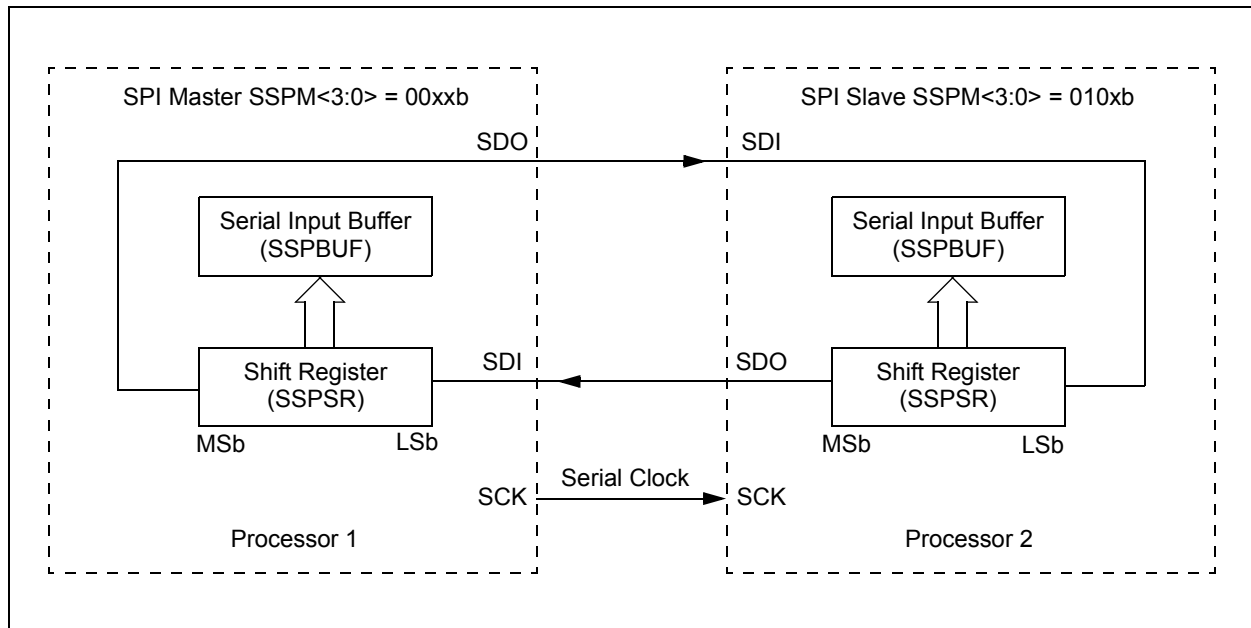 SPI Master SSPM<3:0> = 00xxb
SDO
Serial Input Buffer
(SSPBUF)
Shift Register
(SSPSR)
MSb
LSb
SDI
SCK
Processor 1
Serial Clock
SPI Slave SSPM<3:0> = 010xb
SDI
Serial Input Buffer
(SSPBUF)
SDO
Shift Register
(SSPSR)
MSb
LSb
SCK
Processor 2